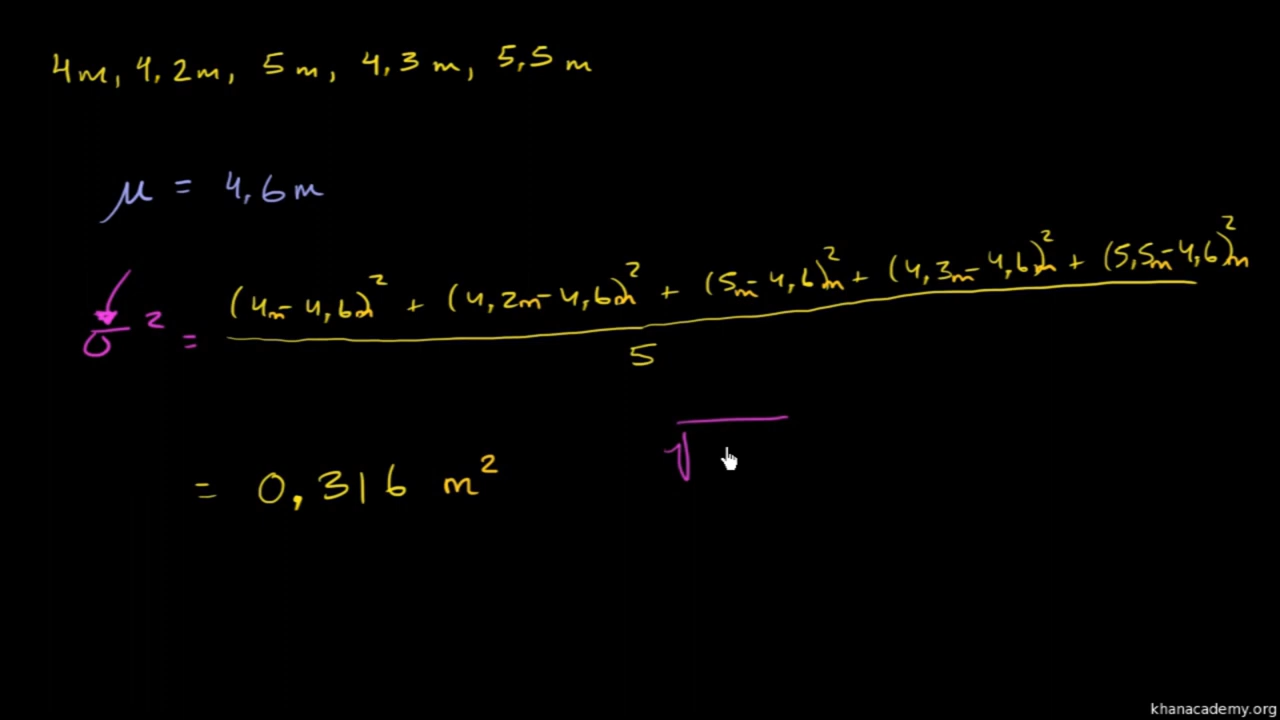 4m, 4,2m, 5m, 4,3m, 5,5m
μ = 4,6m
σ² = (4m-4,6m)² + (4,2m-4,6m)² + (5m-4,6m)² + (4,3m-4,6m)² + (5,5m-4,6m)²
5
= 0,316 m² √
khanacademy.org